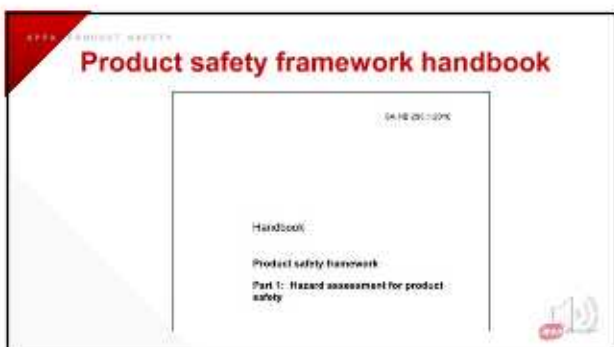 PRODUCT SAFETY
Product safety framework handbook
Handbook
Product safety framework
Part 1: Hazard assessment for product
safety